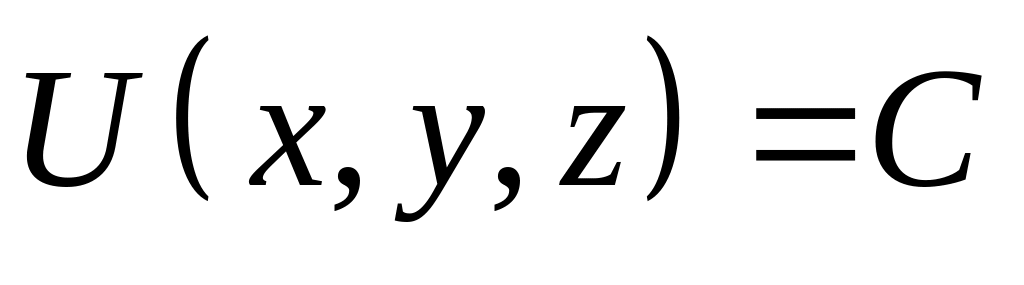 U(x, y, z) = C